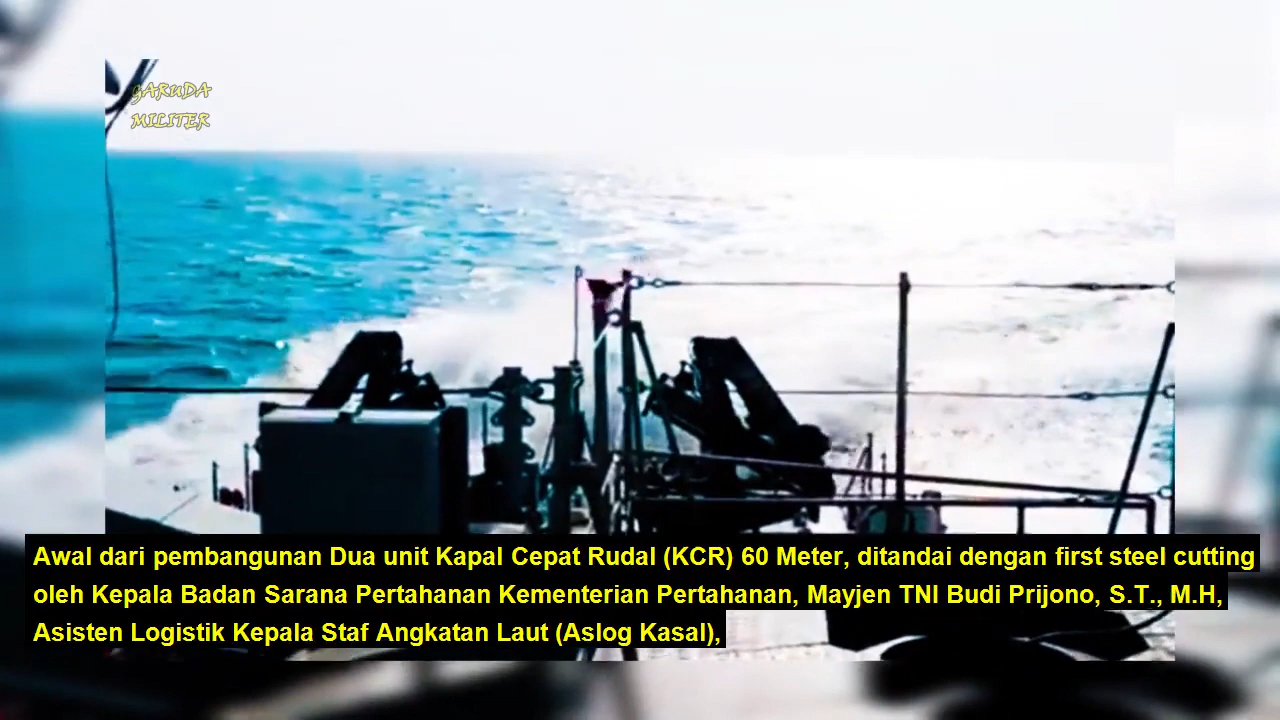 GARUDA
MILITER
Awal dari pembangunan Dua unit Kapal Cepat Rudal (KCR) 60 Meter, ditandai dengan first steel cutting
oleh Kepala Badan Sarana Pertahanan Kementerian Pertahanan, Mayjen TNI Budi Prijono, S.T., M.H,
Asisten Logistik Kepala Staf Angkatan Laut (Aslog Kasal),